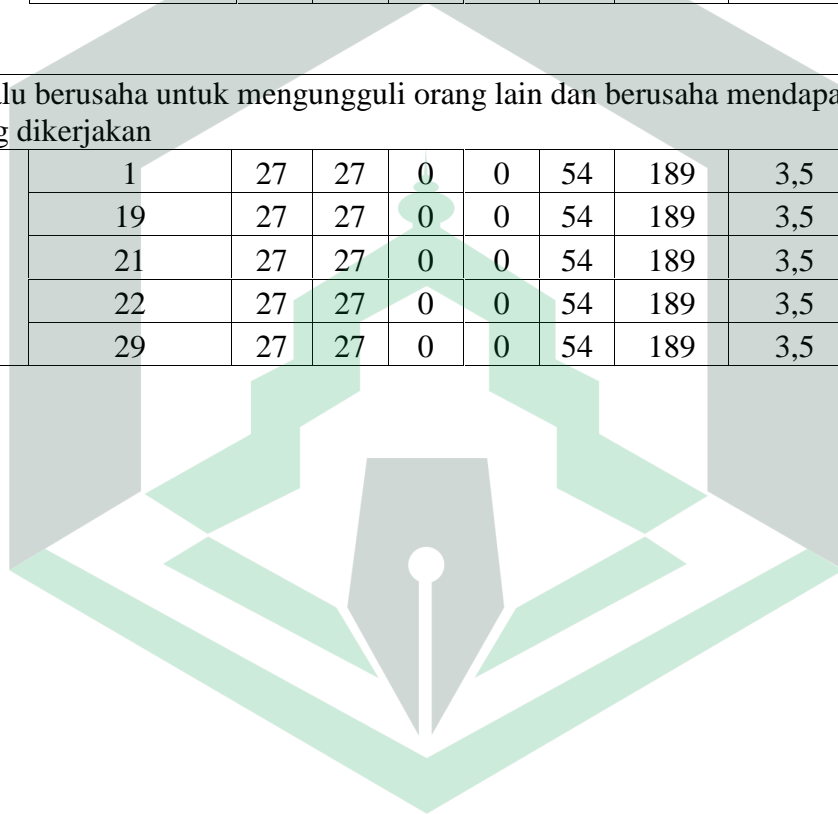 berusaha untuk mengungguli orang lain dan berusaha
dikerjakan
1 27 27 0 0 54 189 3,5
19 27 27 0 0 54 189 3,5
21 27 27 0 0 54 189 3,5
22 27 27 0 0 54 189 3,5
29 27 27 0 0 54 189 3,5